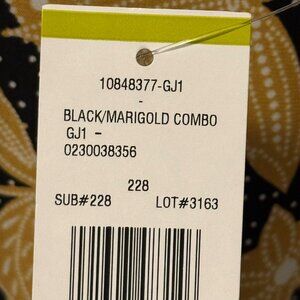 10848377-GJ1
-
BLACK/MARIGOLD COMBO
GJ1 -
0230038356
228
SUB#228 LOT#3163